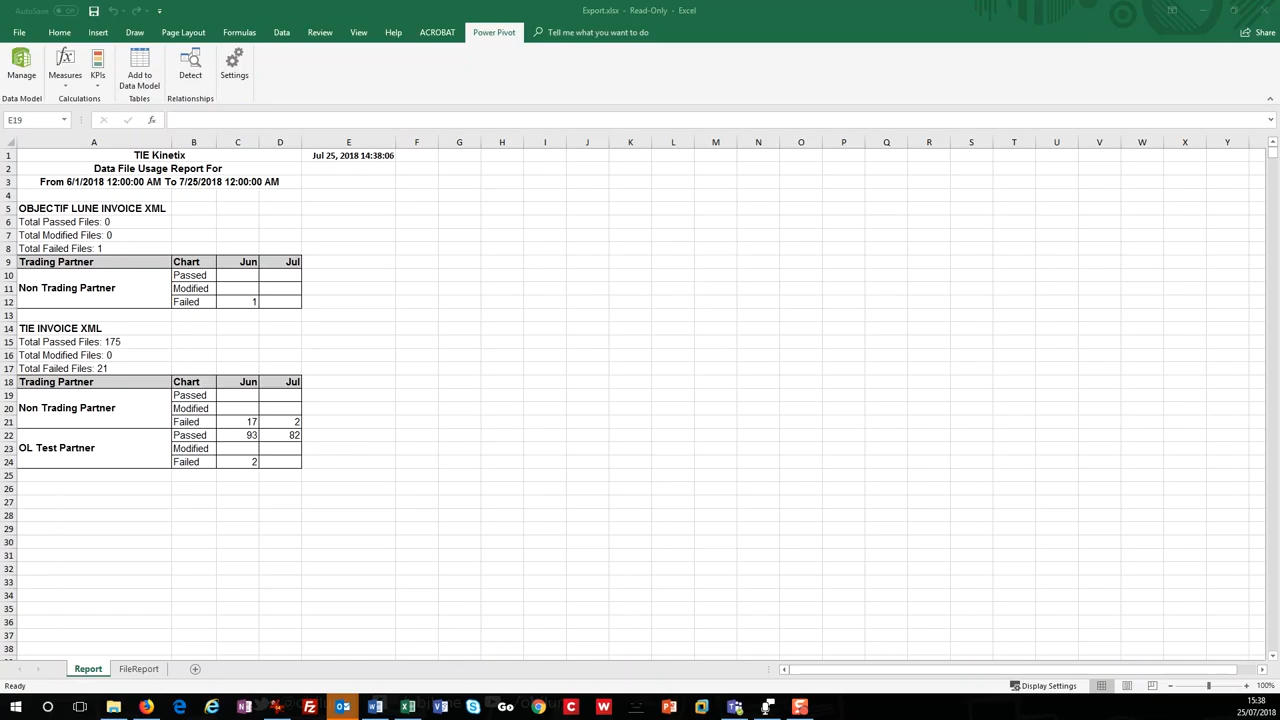 AutoSave Off
Export.xlsx - Read-Only - Excel
File Home Insert Draw Page Layout Formulas Data Review View Help ACROBAT Power Pivot Tell me what you want to do Share
Manage Measures KPIs Add to Data Model Detect Settings
Data Model Calculations Tables Relationships
E19 fx
A B C D E F G H I J K L M N O P Q R S T U V W X Y
1 TIE Kinetix Jul 25, 2018 14:38:06
2 Data File Usage Report For
3 From 6/1/2018 12:00:00 AM To 7/25/2018 12:00:00 AM
4
5 OBJECTIF LUNE INVOICE XML
6 Total Passed Files: 0
7 Total Modified Files: 0
8 Total Failed Files: 1
9 Trading Partner Chart Jun Jul
10 Passed
11 Non Trading Partner Modified
12 Failed 1
13
14 TIE INVOICE XML
15 Total Passed Files: 175
16 Total Modified Files: 0
17 Total Failed Files: 21
18 Trading Partner Chart Jun Jul
19 Passed
20 Non Trading Partner Modified
21 Failed 17 2
22 Passed 93 82
23 OL Test Partner Modified
24 Failed 2
25
26
27
28
29
30
31
32
33
34
35
36
37
38
Report FileReport
Ready Display Settings 100%
15:38
25/07/2018